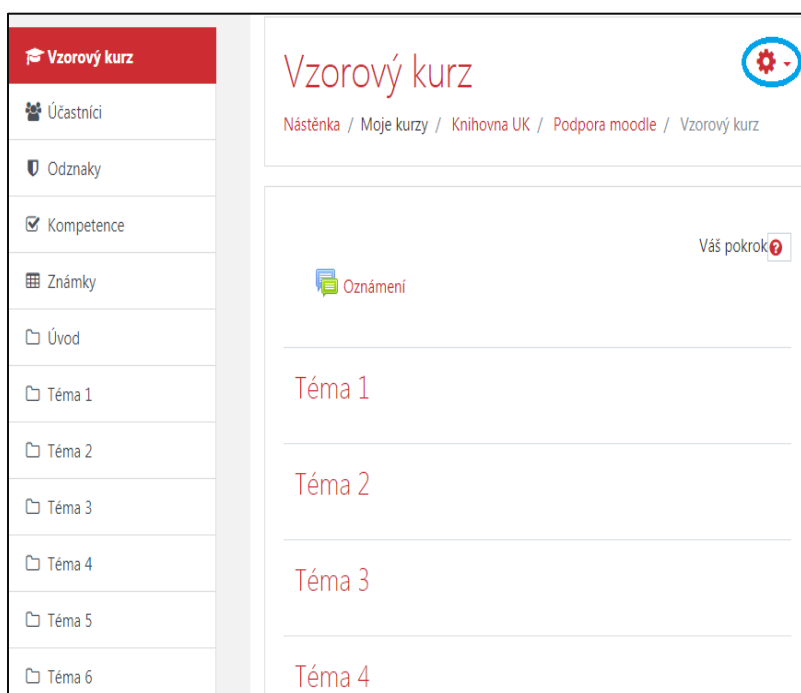 Vzorový kurz
Účastníci
Odznaky
Kompetence
Známky
Úvod
Téma 1
Téma 2
Téma 3
Téma 4
Téma 5
Téma 6
Vzorový kurz
Nástěnka / Moje kurzy / Knihovna UK / Podpora moodle / Vzorový kurz
Váš pokrok
Oznámení
Téma 1
Téma 2
Téma 3
Téma 4